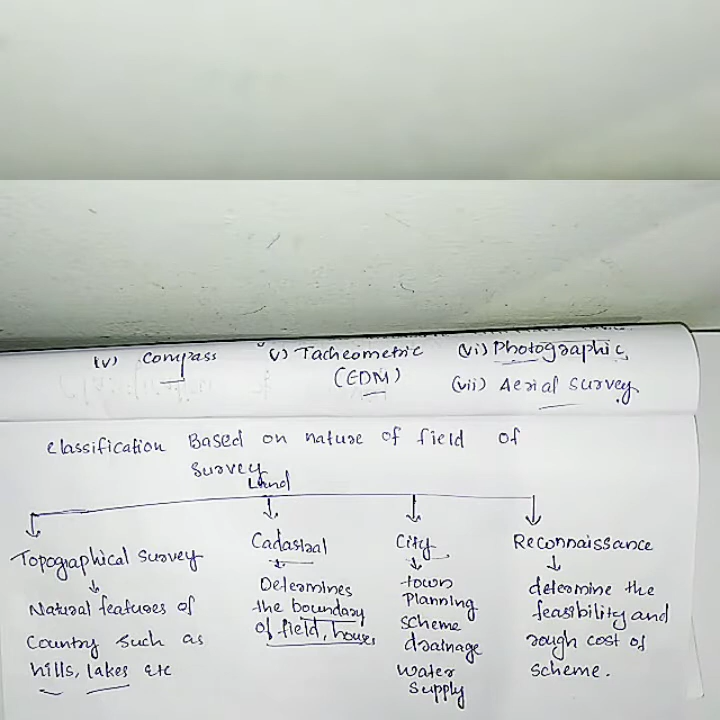 (v) Compass (v) Tacheometric (vi) Photographic
(EDM) (vii) Aerial Survey
Classification Based on nature of field of
Survey
Land
Topographical Survey Cadastral City Reconnaissance
Natural features of
Country such as
hills, lakes etc
Determines
the boundary
of field, houses
town
Planning
Scheme
drainage
Water
Supply
determine the
feasibility and
rough cost of
scheme.